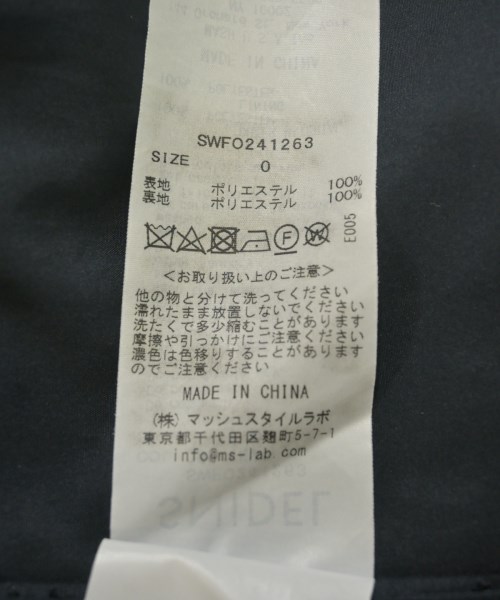 SWFO241263
SIZE 0
表地 ポリエステル 100%
裏地 ポリエステル 100%
F W
E005
<お取り扱い上のご注意>
他の物と分けて洗ってください
濡れたまま放置しないでください
洗たくで多少縮むことがあります
摩擦や引っかけにご注意ください
濃色は色移りすることがあります
のでご注意ください
MADE IN CHINA
(株)マッシュスタイルラボ
東京都千代田区麹町5-7-1
info@ms-lab.com
SNIDEL